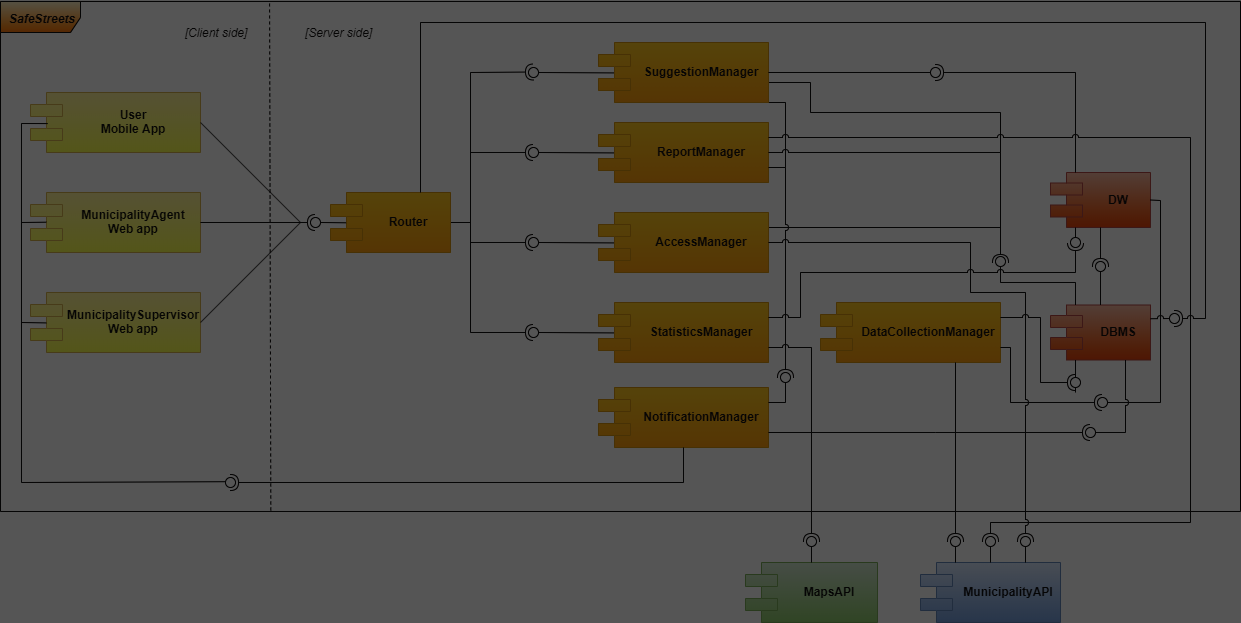 SafeStreets
[Client side]
[Server side]
User
Mobile App
MunicipalityAgent
Web app
MunicipalitySupervisor
Web app
Router
SuggestionManager
ReportManager
AccessManager
StatisticsManager
NotificationManager
DataCollectionManager
DW
DBMS
MapsAPI
MunicipalityAPI